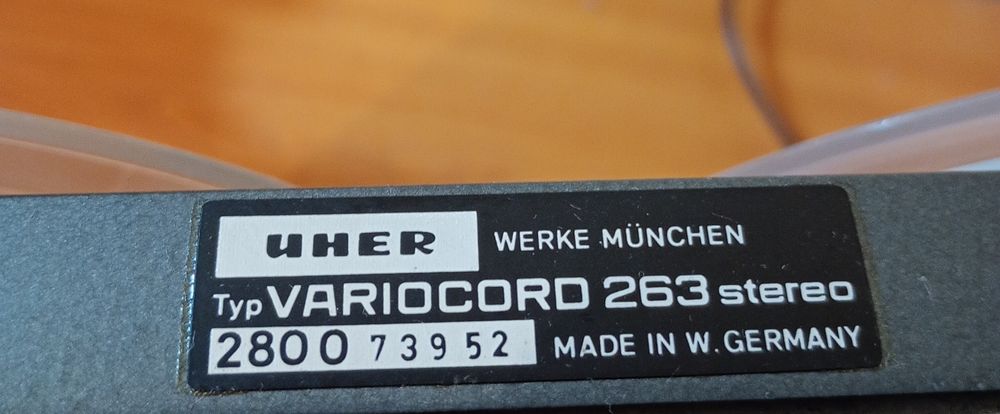 UHER WERKE MÜNCHEN
Typ VARIOCORD 263 stereo
2800 73952 MADE IN W. GERMANY